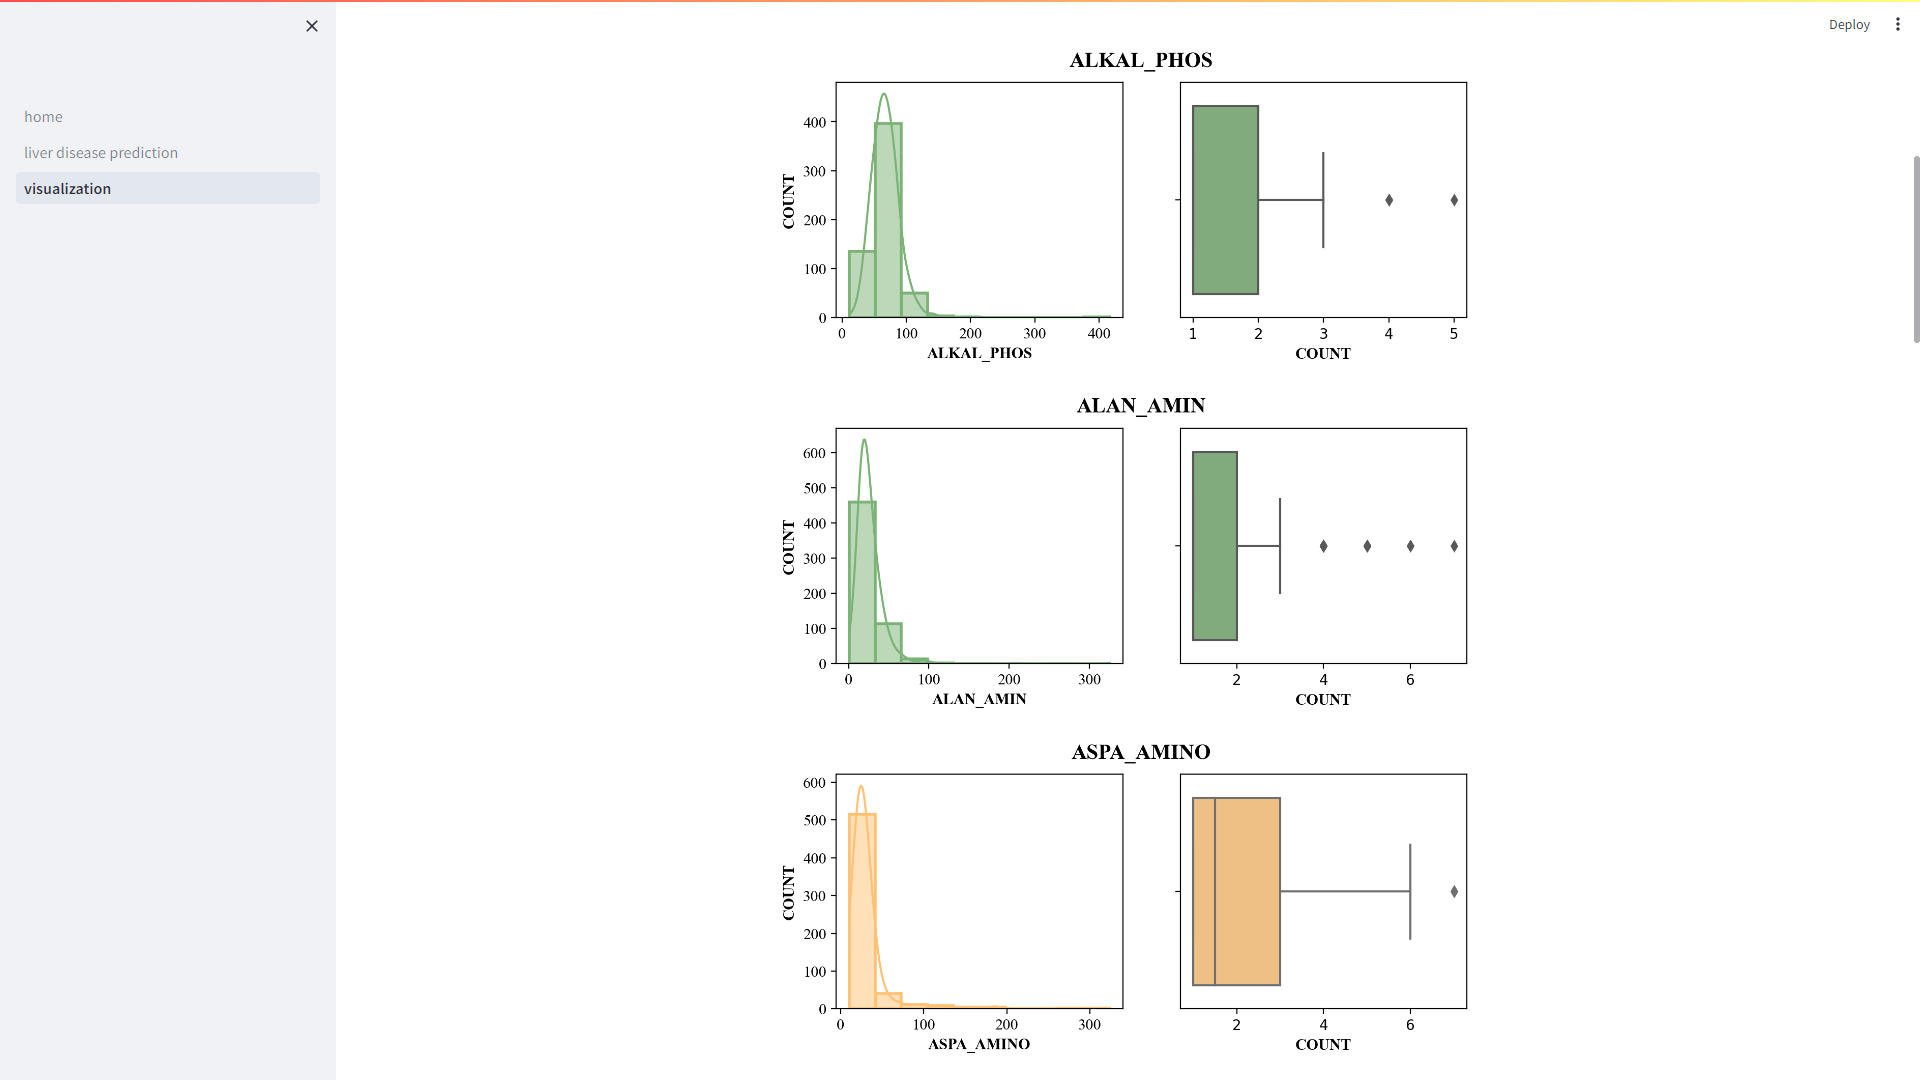 Deploy
home
liver disease prediction
visualization
ALKAL_PHOS
COUNT
400
300
200
100
0
0 100 200 300 400
ALKAL_PHOS
1 2 3 4 5
COUNT
ALAN_AMIN
COUNT
600
500
400
300
200
100
0
0 100 200 300
ALAN_AMIN
2 4 6
COUNT
ASPA_AMINO
COUNT
600
500
400
300
200
100
0
0 100 200 300
ASPA_AMINO
2 4 6
COUNT